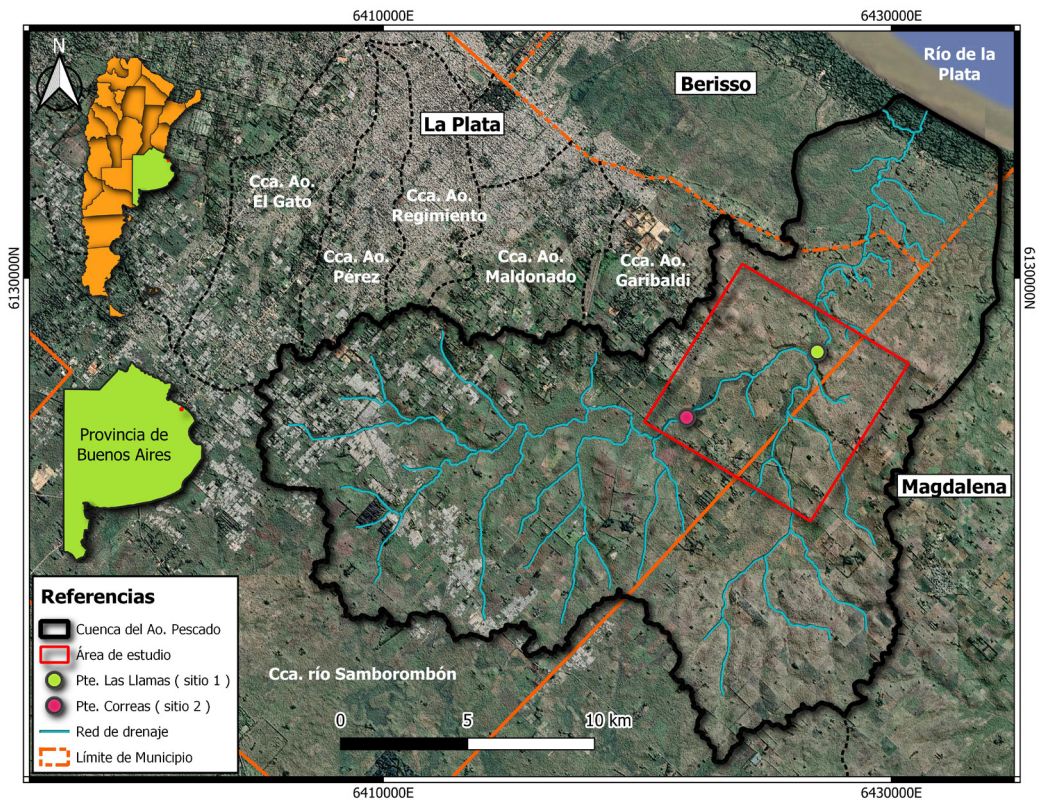 6410000E
6430000E
N
Río de la
Plata
Berisso
La Plata
Cca. Ao.
El Gato
Cca. Ao.
Regimiento
Cca. Ao.
Pérez
Cca. Ao.
Maldonado
Cca. Ao.
Garibaldi
6130000N
6130000N
Provincia de
Buenos Aires
Magdalena
Referencias
Cuenca del Ao. Pescado
Área de estudio
Pte. Las Llamas ( sitio 1 )
Pte. Correas ( sitio 2 )
Red de drenaje
Límite de Municipio
Cca. río Samborombón
0 5 10 km
6410000E
6430000E